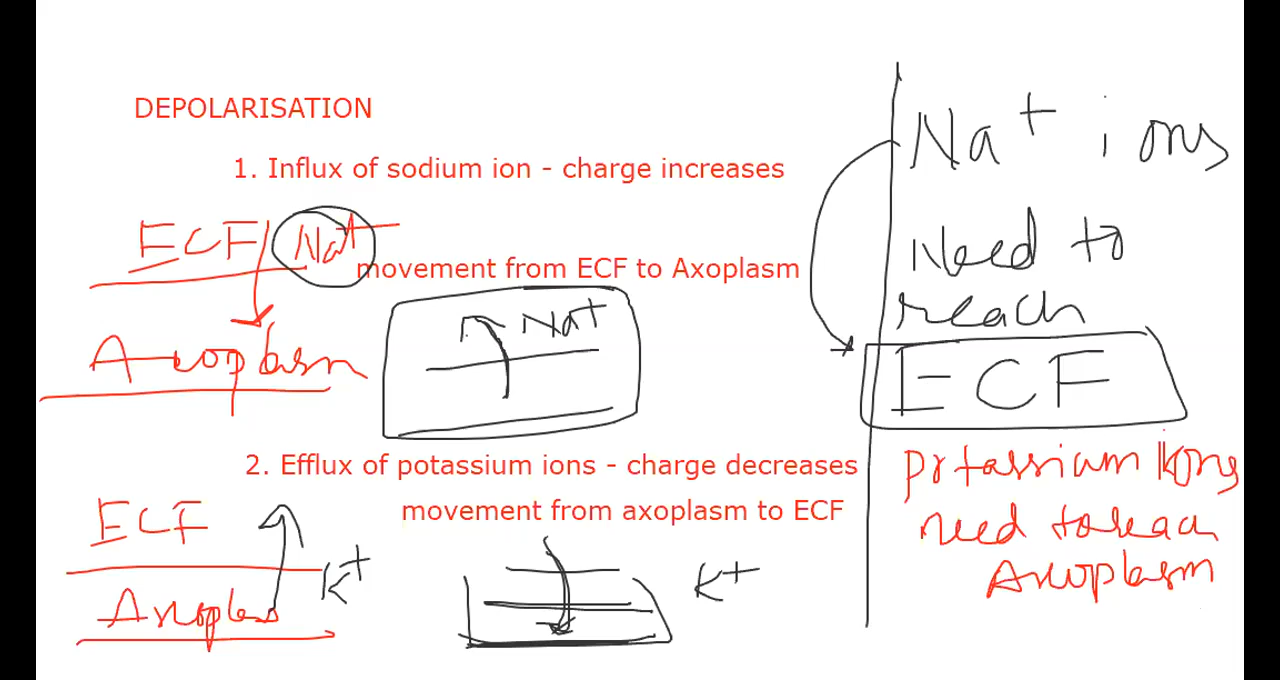 DEPOLARISATION
1. Influx of sodium ion - charge increases
ECF Na+
movement from ECF to Axoplasm
Axoplasm
Na+
2. Efflux of potassium ions - charge decreases
movement from axoplasm to ECF
ECF
K+
Axoplas
K+
Na+ ions
Need to
reach
ECF
potassium ions
need to reach
Axoplasm